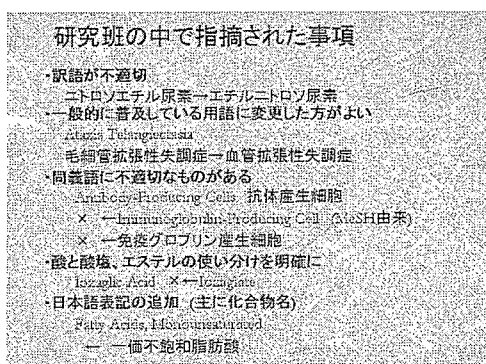 研究班の中で指摘された事項
・訳語が不適切
ニトロソエチル尿素→エチルニトロソ尿素
・一般的に普及している用語に変更した方がよい
Ataxia Telangiectasia
毛細管拡張性失調症→血管拡張性失調症
・同義語に不適切なものがある
Antibody-Producing Cells 抗体産生細胞
× ←Immunoglobulin-Producing Cell (MeSH由来)
× ←免疫グロブリン産生細胞
・酸と酸塩、エステルの使い分けを明確に
Ioxaglic Acid ×←Ioxaglate
・日本語表記の追加 (主に化合物名)
Fatty Acids, Monounsaturated
← 一価不飽和脂肪酸